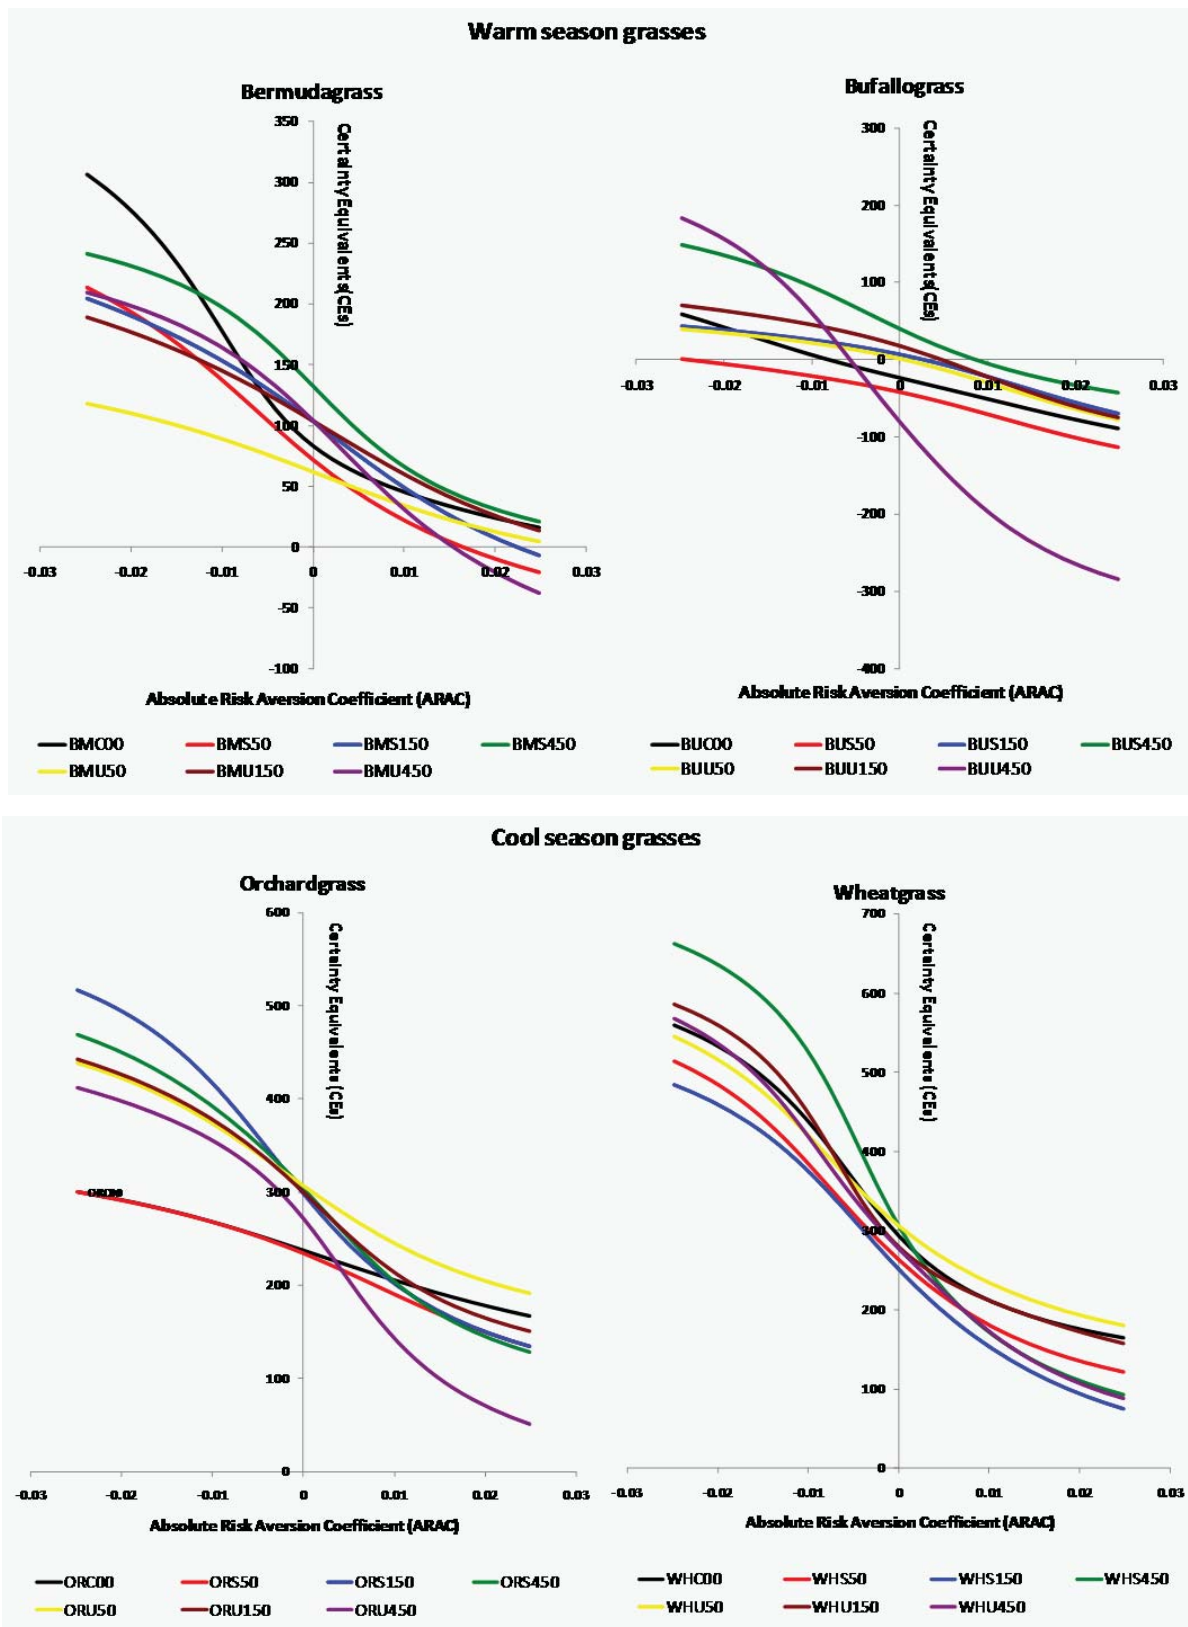 Warm season grasses
Bermudagrass
350
300
250
200
150
100
50
0
-50
-100
-0.03 -0.02 -0.01 0 0.01 0.02 0.03
Certainty Equivalents(CEs)
Absolute Risk Aversion Coefficient (ARAC)
BMC00 BMS50 BMS150 BMS450
BMU50 BMU150 BMU450
Bufallograss
300
200
100
0
-100
-200
-300
-400
-0.03 -0.02 -0.01 0 0.01 0.02 0.03
Certainty Equivalents(CEs)
Absolute Risk Aversion Coefficient (ARAC)
BUC00 BUS50 BUS150 BUS450
BUU50 BUU150 BUU450
Cool season grasses
Orchardgrass
600
500
400
300
200
100
0
-0.03 -0.02 -0.01 0 0.01 0.02 0.03
Certainty Equivalents (CEs)
Absolute Risk Aversion Coefficient (ARAC)
ORC00 ORS50 ORS150 ORS450
ORU50 ORU150 ORU450
Wheatgrass
700
600
500
400
300
200
100
0
-0.03 -0.02 -0.01 0 0.01 0.02 0.03
Certainty Equivalents (CEs)
Absolute Risk Aversion Coefficient (ARAC)
WHC00 WHS50 WHS150 WHS450
WHU50 WHU150 WHU450